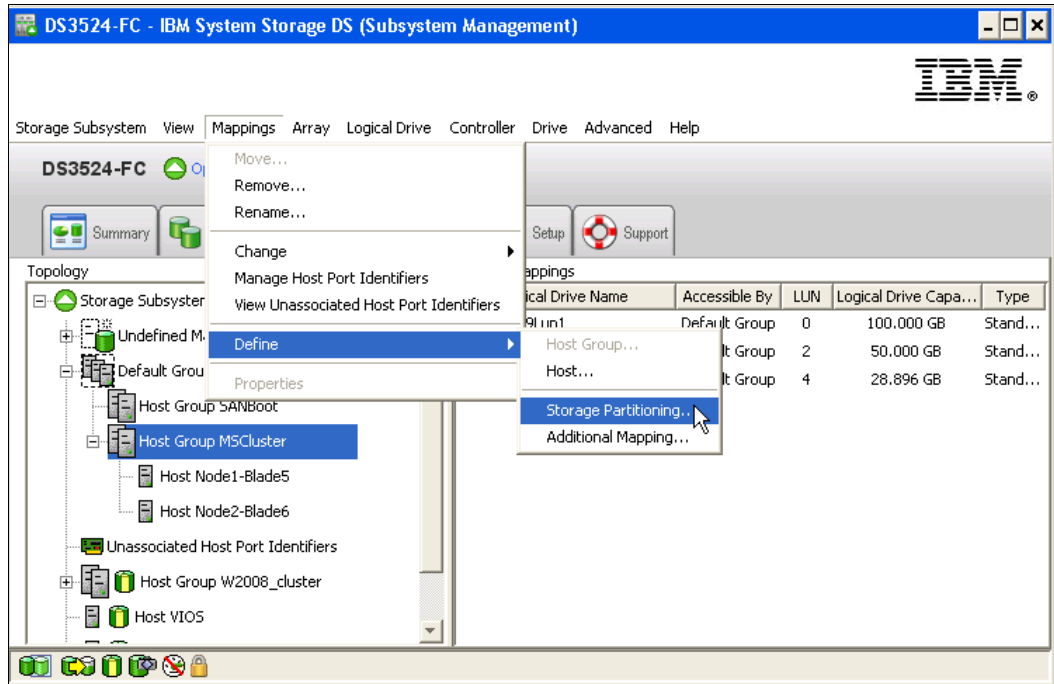 DS3524-FC - IBM System Storage DS (Subsystem Management)
IBM®
Storage Subsystem View Mappings Array Logical Drive Controller Drive Advanced Help
DS3524-FC
Move...
Remove...
Rename...
Change
Manage Host Port Identifiers
View Unassociated Host Port Identifiers
Define
Properties
Host Group...
Host...
Storage Partitioning...
Additional Mapping...
Summary
Setup
Support
Topology
Storage Subsyster
Undefined M
Default Grou
Host Group SANBoot
Host Group MSCluster
Host Node1-Blade5
Host Node2-Blade6
Unassociated Host Port Identifiers
Host Group W2008_cluster
Host VIOS
appings
ical Drive Name Accessible By LUN Logical Drive Capa... Type
9Lun1 Default Group 0 100.000 GB Stand...
lt Group 2 50.000 GB Stand...
lt Group 4 28.896 GB Stand...